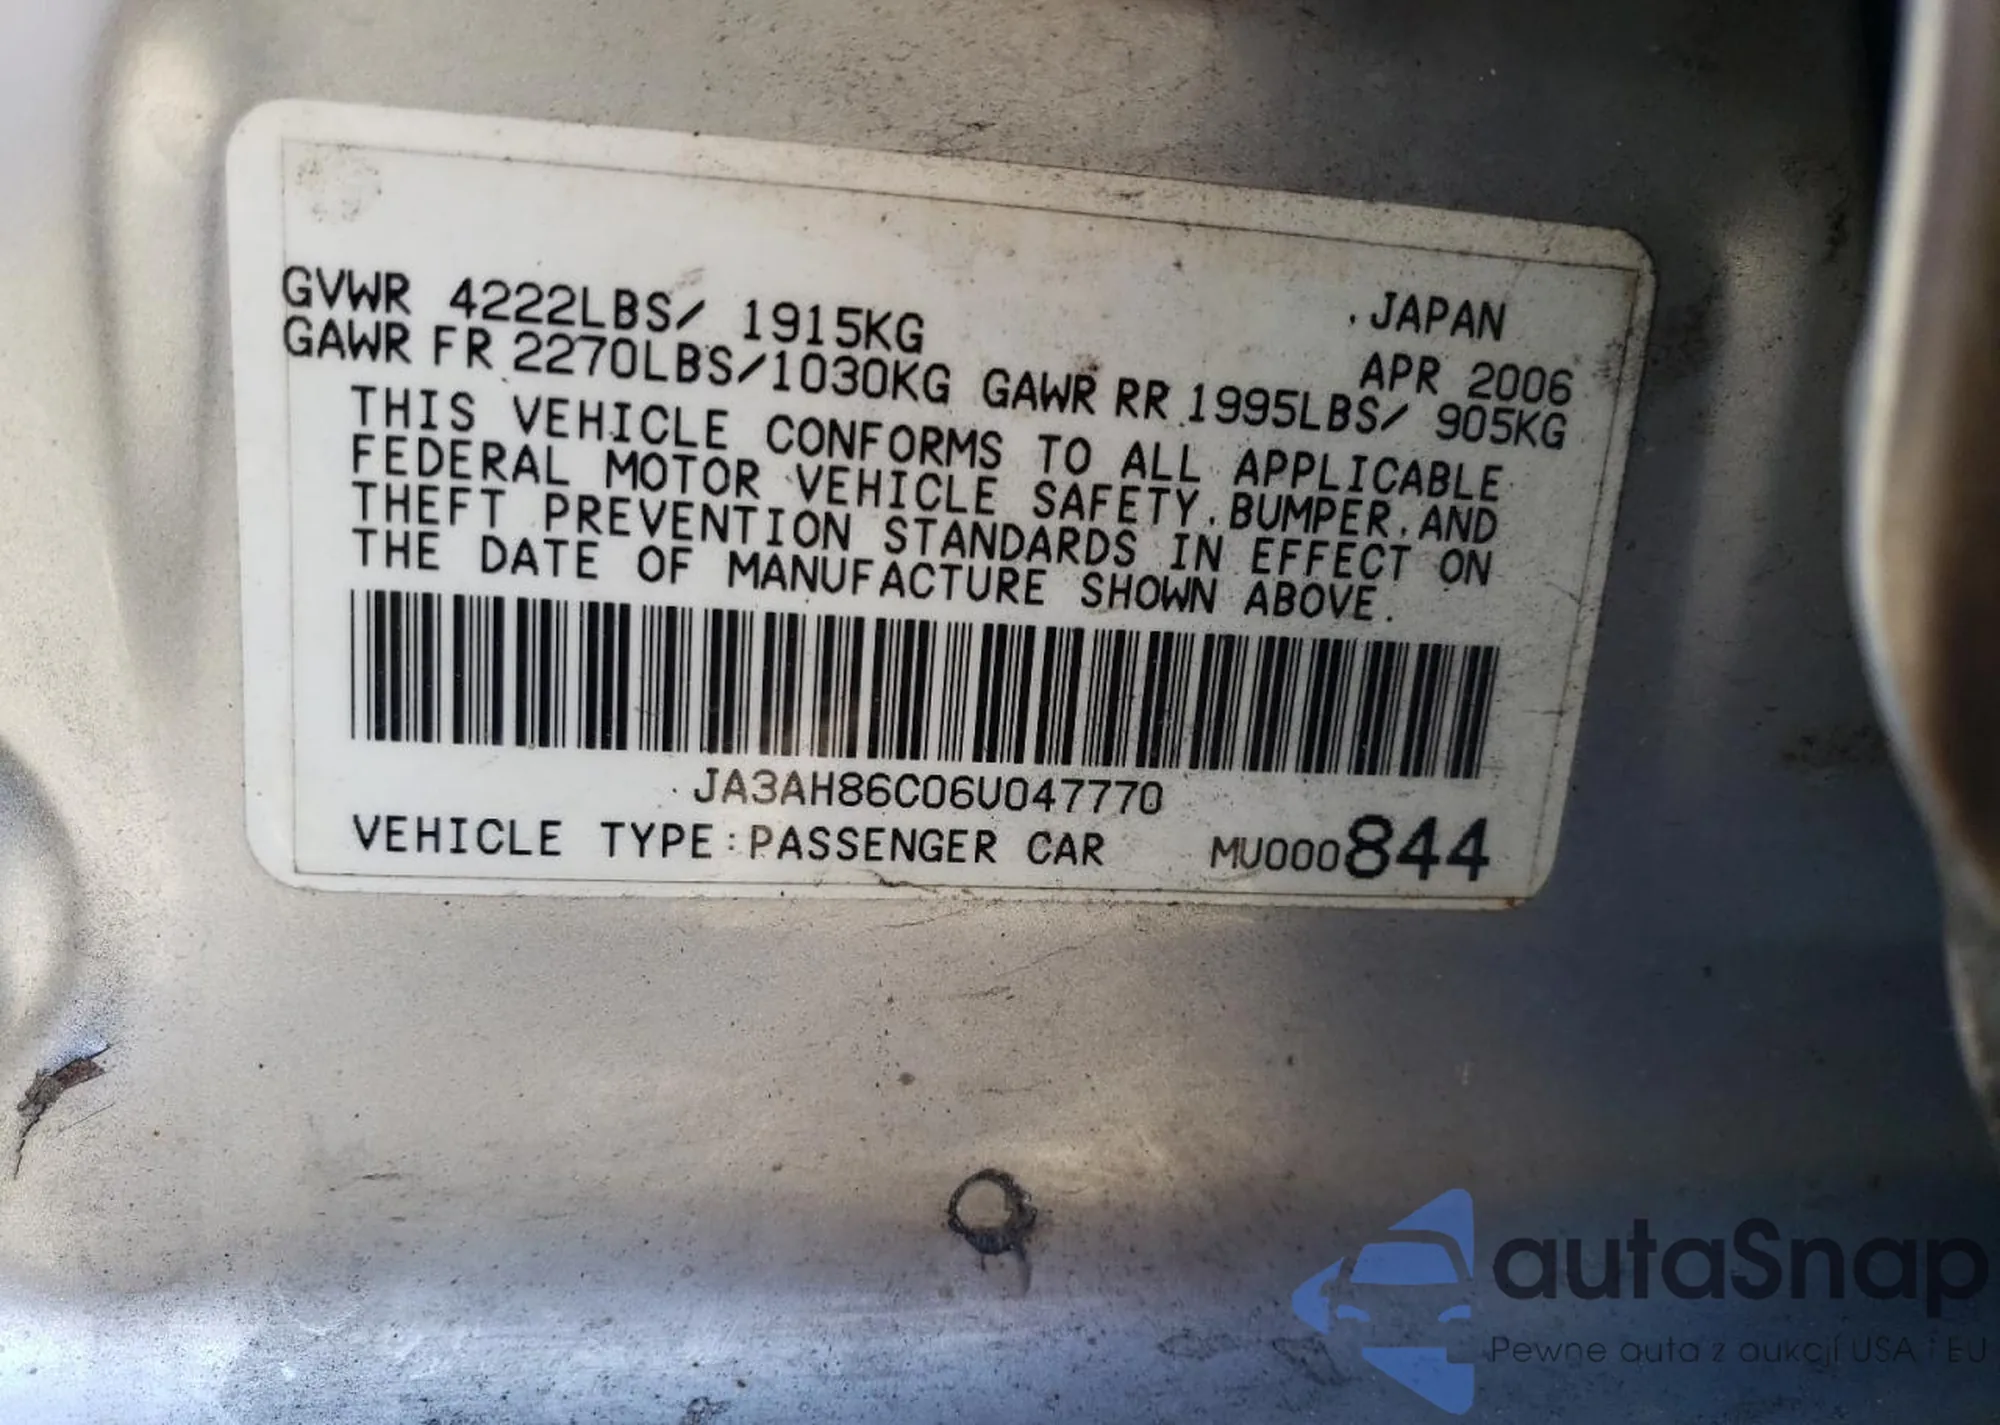 GVWR 4222LBS/ 1915KG
JAPAN
GAWR FR 2270LBS/1030KG GAWR RR 1995LBS/ 905KG
APR 2006
THIS VEHICLE CONFORMS TO ALL APPLICABLE
FEDERAL MOTOR VEHICLE SAFETY, BUMPER, AND
THEFT PREVENTION STANDARDS IN EFFECT ON
THE DATE OF MANUFACTURE SHOWN ABOVE.
JA3AH86C06U047770
VEHICLE TYPE:PASSENGER CAR MU000844
autaSnap
Pewne auta z aukcji USA i EU